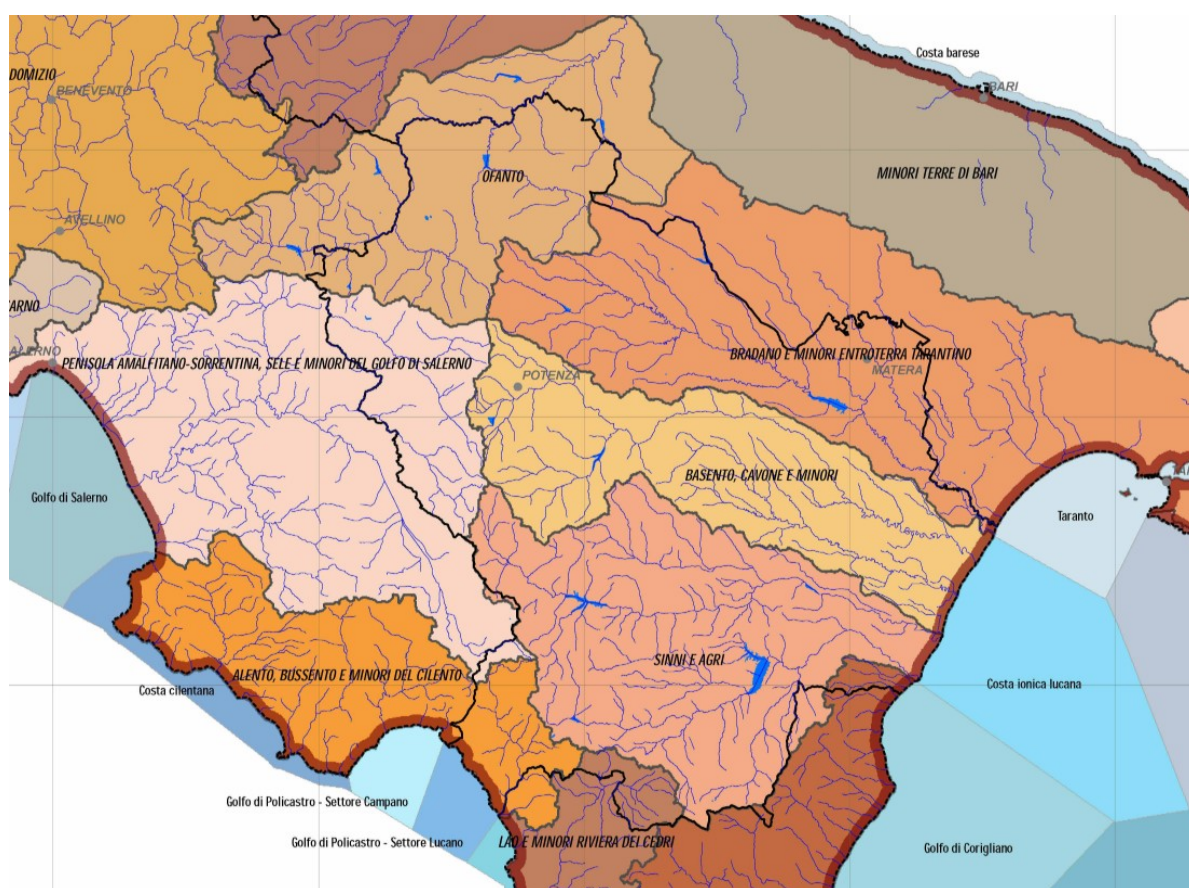 Costa barese
DOMIZIO
BENEVENTO
BARI
OFANTO
MINORI TERRE DI BARI
AVELLINO
ARNO
ALERNO
PENISOLA AMALFITANO-SORRENTINA, SELE E MINORI DEL GOLFO DI SALERNO
BRADANO E MINORI ENTROTERRA TARANTINO
MATERA
POTENZA
BASENTO, CAVONE E MINORI
TA
Golfo di Salerno
Taranto
SINNI E AGRI
ALENTO, BUSSENTO E MINORI DEL CILENTO
Costa cilentana
Costa ionica lucana
Golfo di Policastro - Settore Campano
Golfo di Policastro - Settore Lucano
LAO E MINORI RIVIERA DEI CEDRI
Golfo di Corigliano